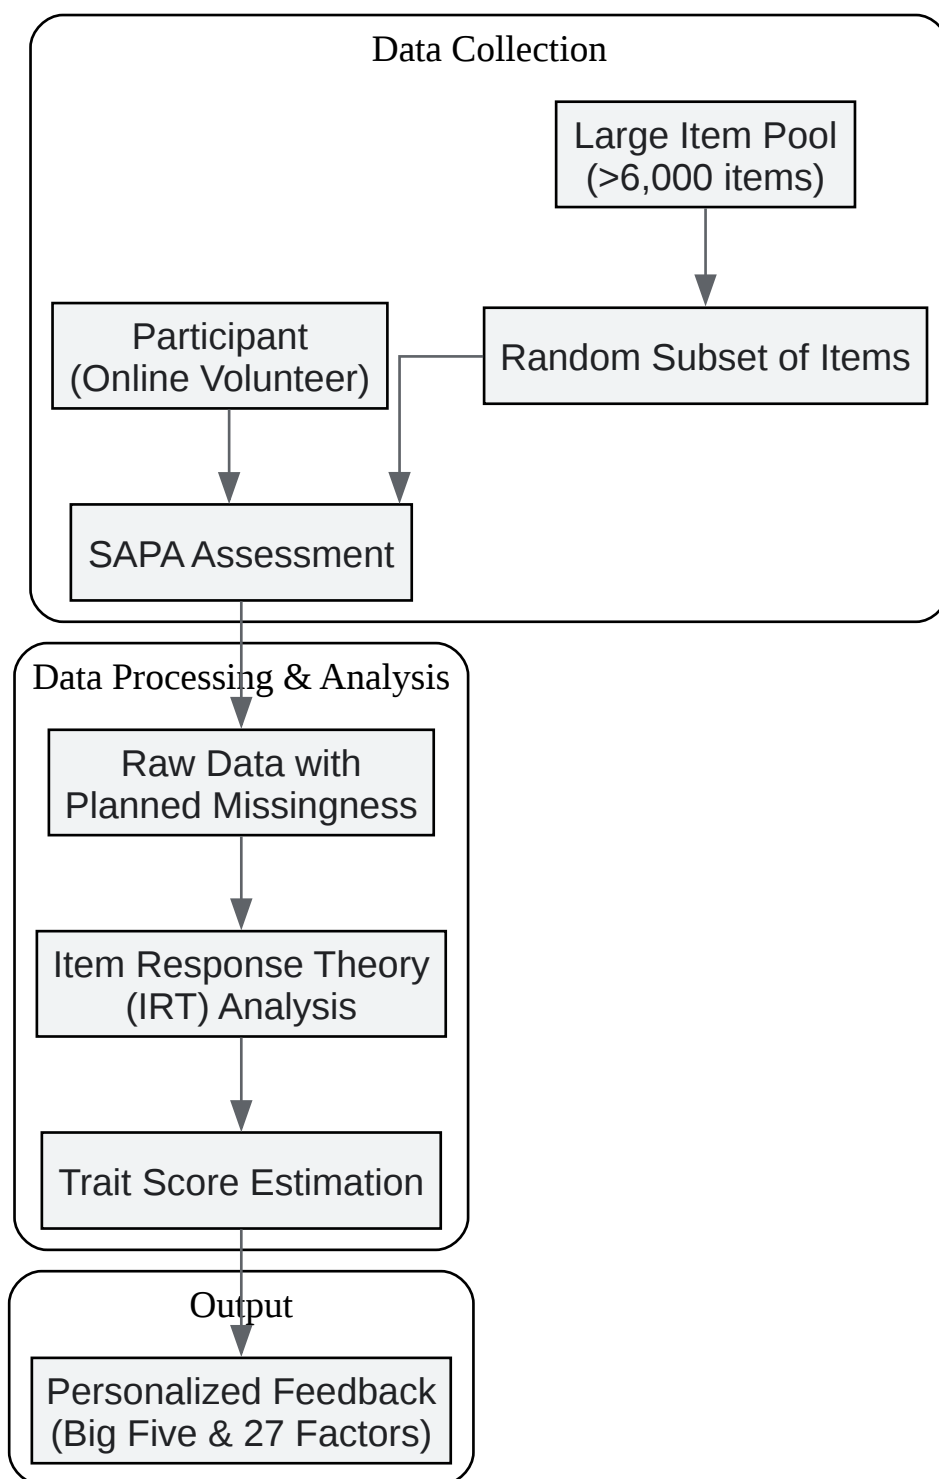 Data Collection
Large Item Pool
(>6,000 items)
Participant
(Online Volunteer)
Random Subset of Items
SAPA Assessment
Data Processing & Analysis
Raw Data with
Planned Missingness
Item Response Theory
(IRT) Analysis
Trait Score Estimation
Output
Personalized Feedback
(Big Five & 27 Factors)